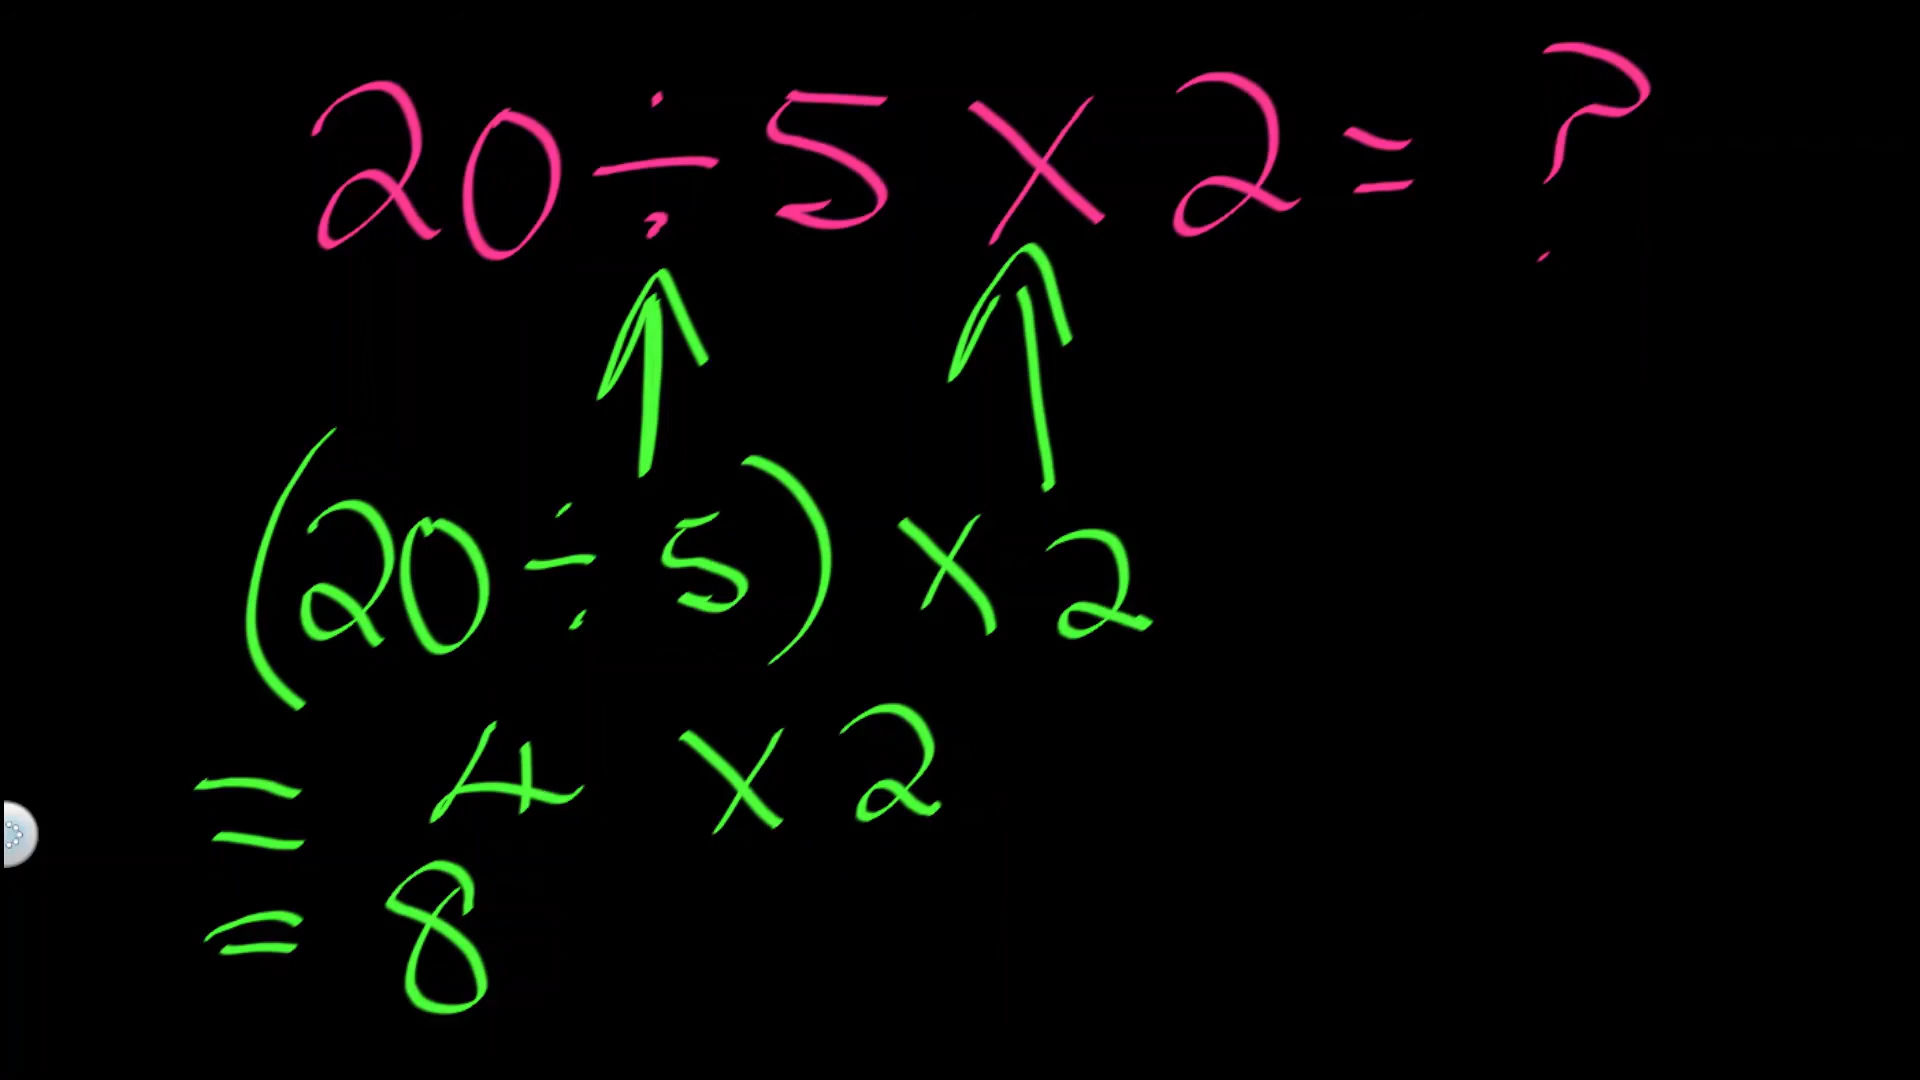 20 ÷ 5 × 2 = ?
(20 ÷ 5) × 2
= 4 × 2
= 8